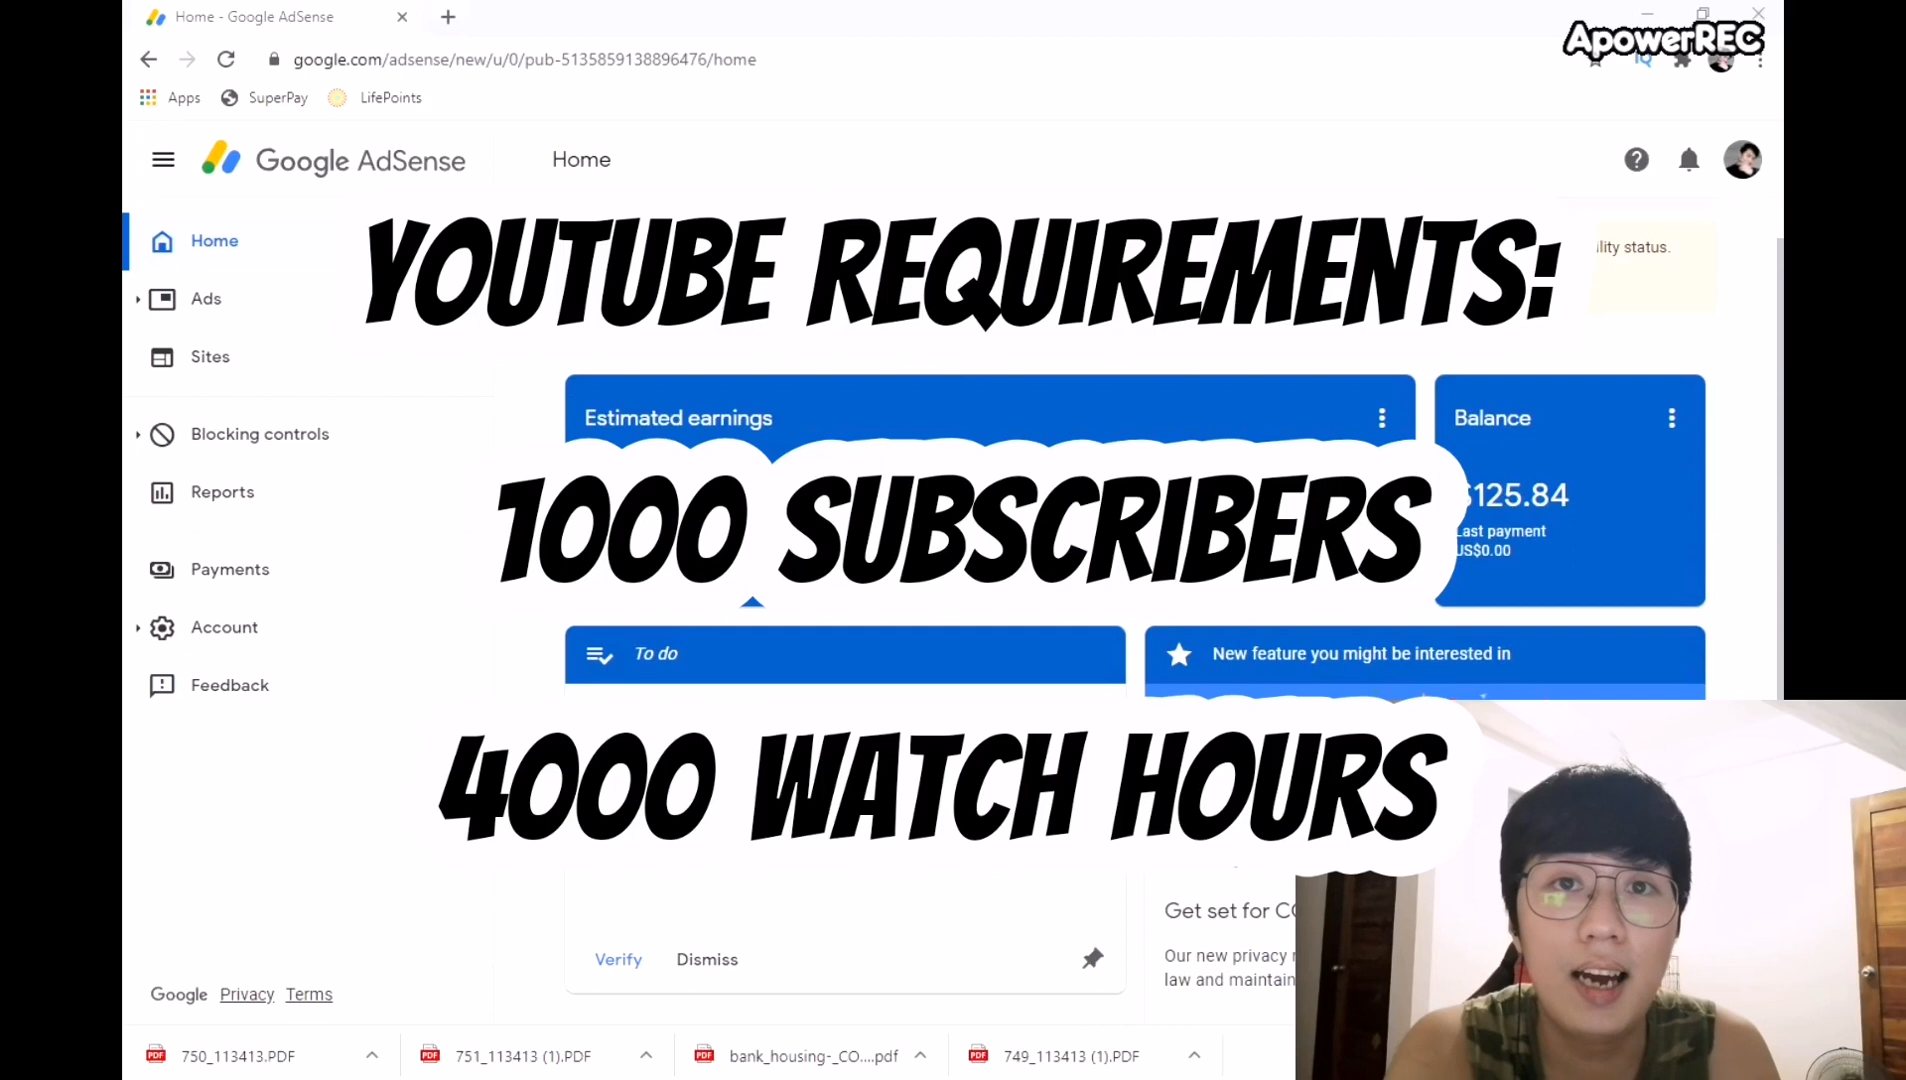 Home - Google AdSense
ApowerREC
google.com/adsense/new/u/0/pub-5135859138896476/home
Apps SuperPay LifePoints
Google AdSense Home
YOUTUBE REQUIREMENTS:
Home
status.
Ads
Sites
Estimated earnings
Balance
Blocking controls
$125.84
Reports
Last payment
US$0.00
1000 SUBSCRIBERS
Payments
Account
To do
New feature you might be interested in
Feedback
4000 WATCH HOURS
Get set for
Verify Dismiss
Our new privacy
law and maintain
Google Privacy Terms
750_113413.PDF 751_113413 (1).PDF bank_housing-_CO....pdf 749_113413 (1).PDF